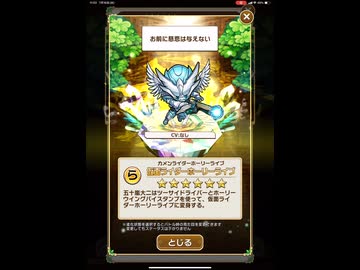 お前に慈悲は与えない
CV:なし
カメンライダーホーリーライブ
5
仮面ライダーホーリーライブ
五十嵐大二はツーサイドライバーとホーリー
ウイングバイスタンプを使って、仮面ライ
ダーホーリーライブに変身する。
とじる